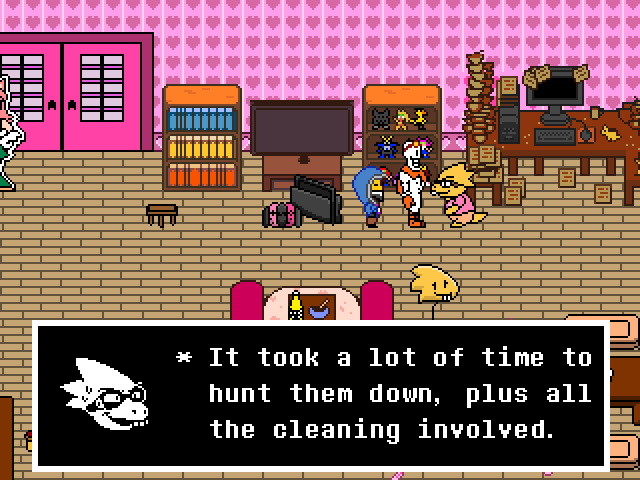 * It took a lot of time to
hunt them down, plus all
the cleaning involved.